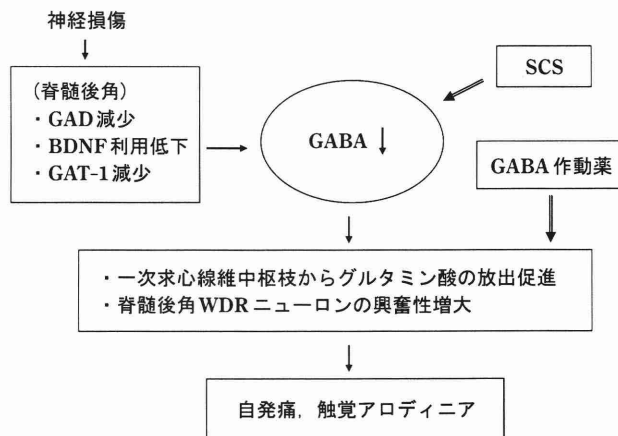 神経損傷
SCS
(脊髄後角)
・GAD減少
・BDNF利用低下
・GAT-1減少
GABA ↓
GABA作動薬
・一次求心線維中枢枝からグルタミン酸の放出促進
・脊髄後角WDRニューロンの興奮性増大
自発痛，触覚アロディニア